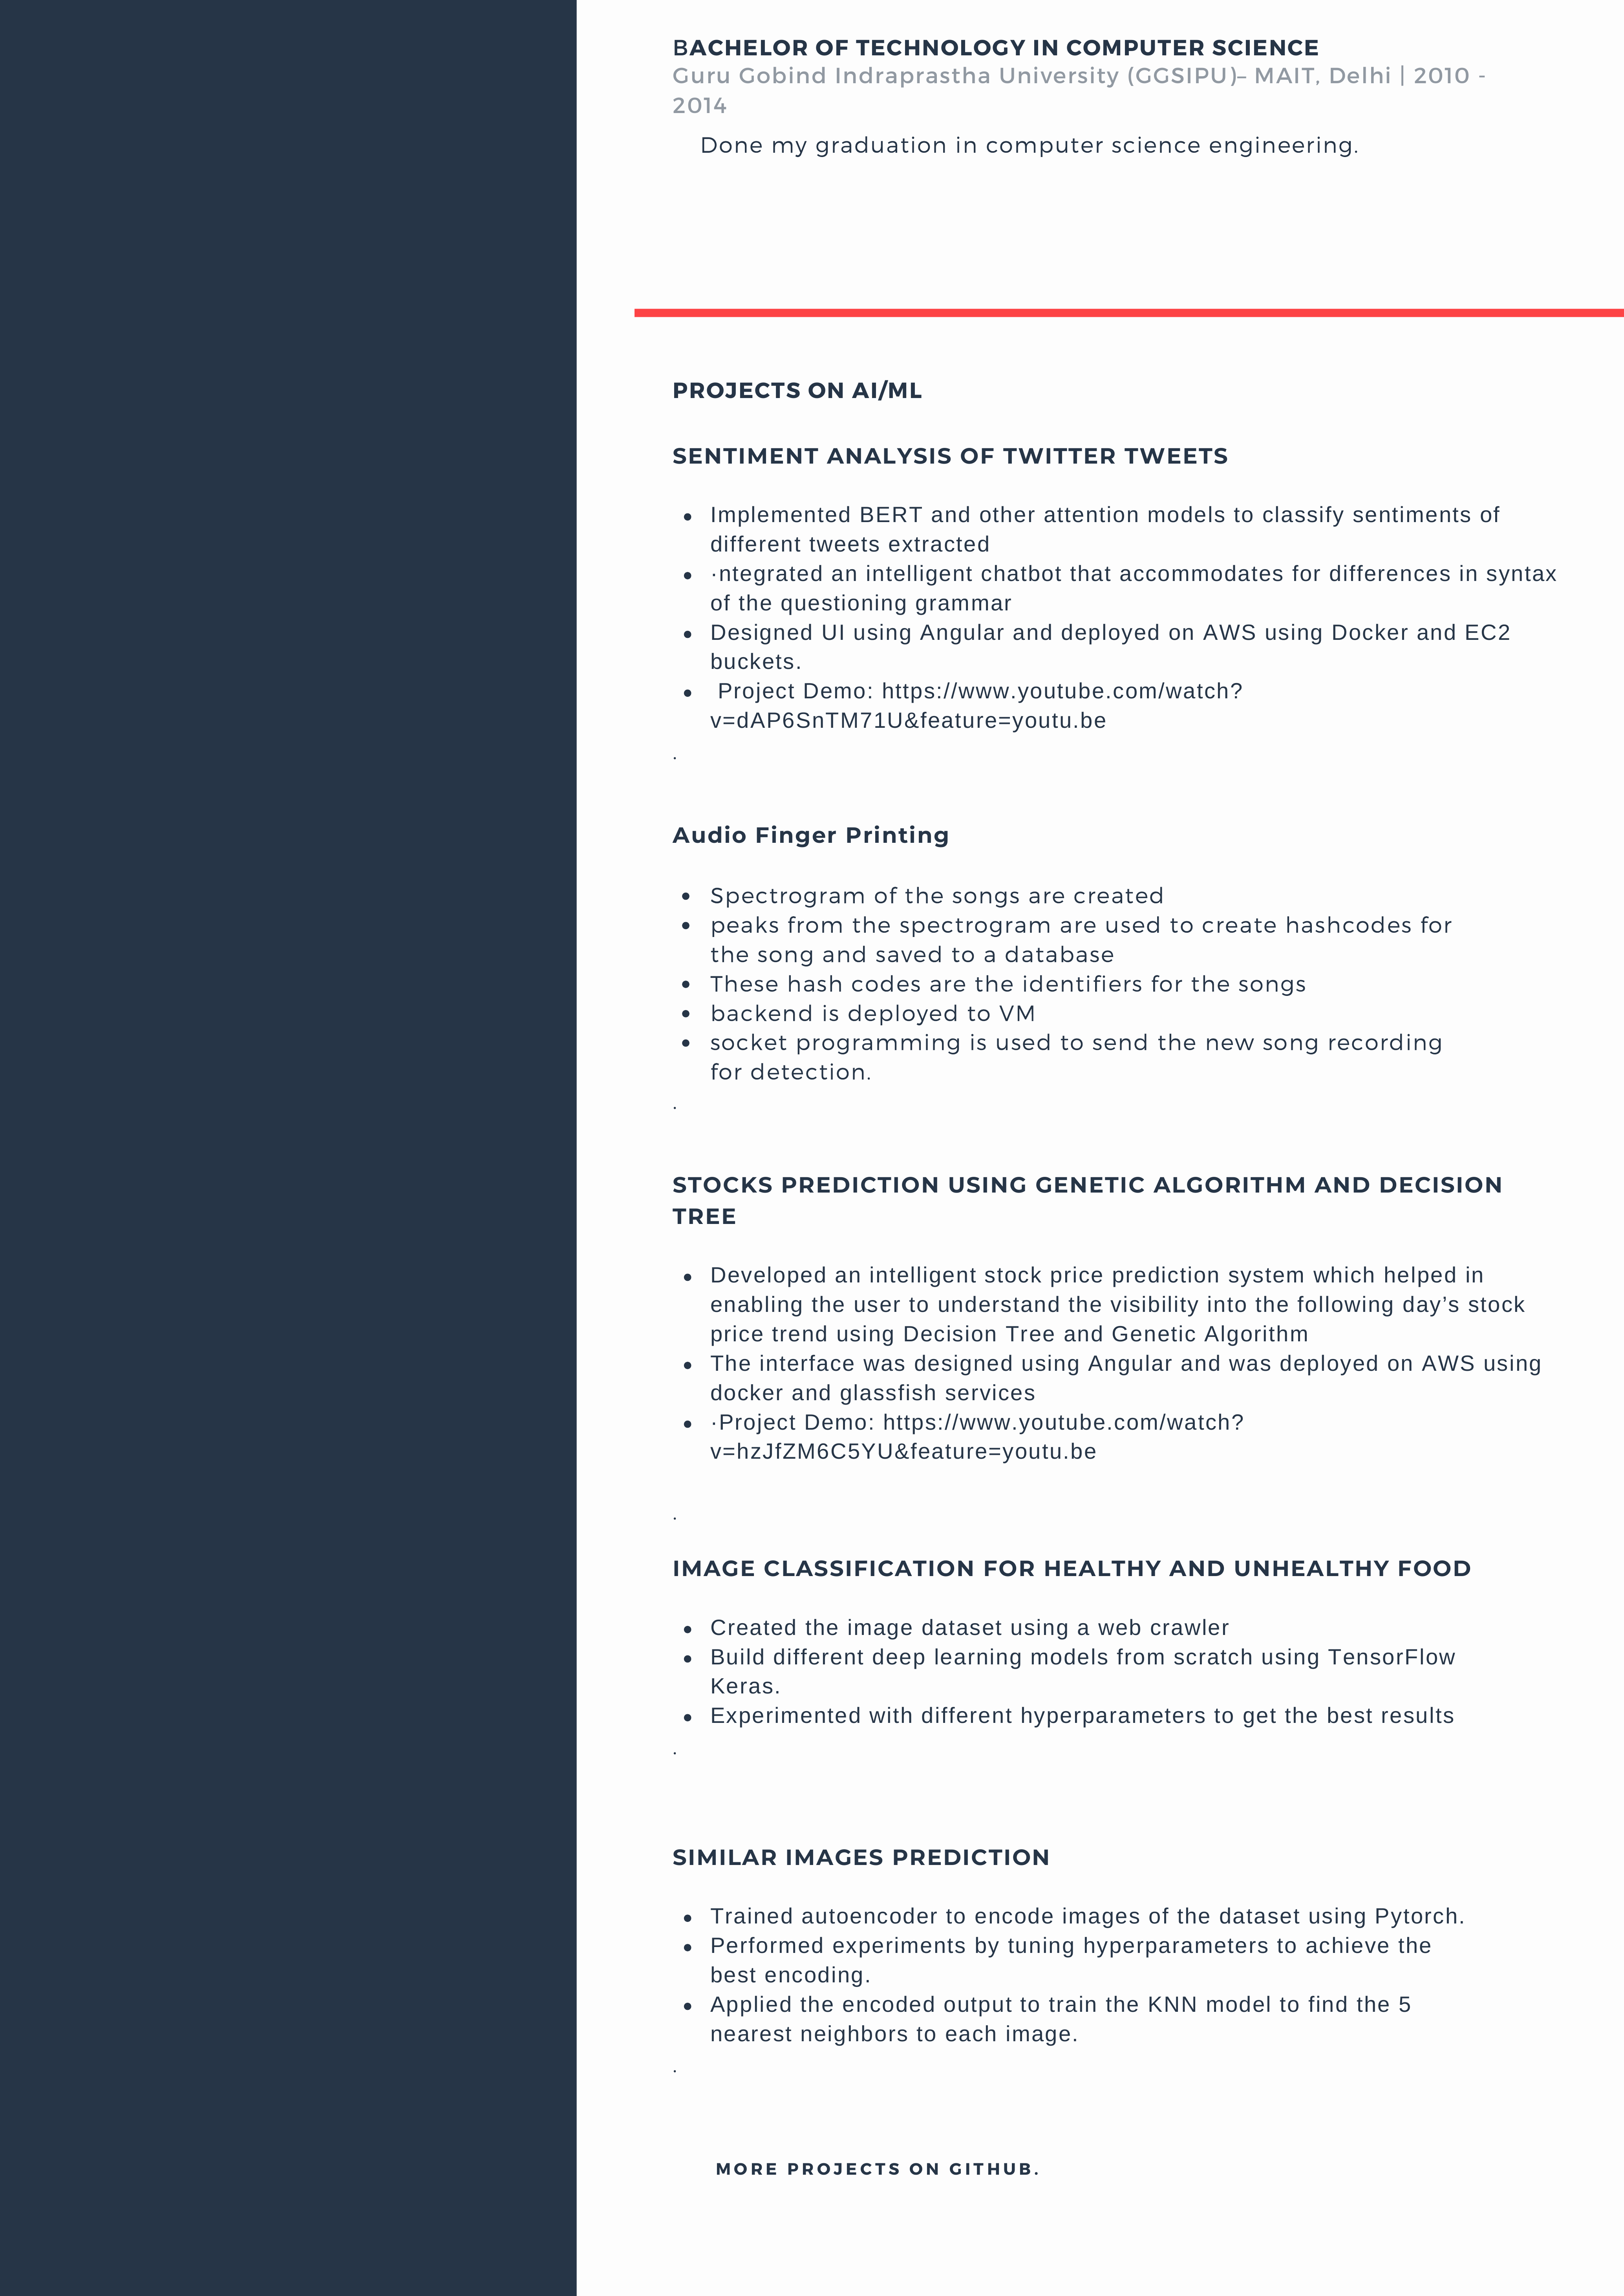 BACHELOR OF TECHNOLOGY IN COMPUTER SCIENCE
Guru Gobind Indraprastha University (GGSIPU)– MAIT, Delhi | 2010 -
2014
Done my graduation in computer science engineering.
PROJECTS ON AI/ML
SENTIMENT ANALYSIS OF TWITTER TWEETS
• Implemented BERT and other attention models to classify sentiments of
different tweets extracted
• ·ntegrated an intelligent chatbot that accommodates for differences in syntax
of the questioning grammar
• Designed UI using Angular and deployed on AWS using Docker and EC2
buckets.
• Project Demo: https://www.youtube.com/watch?
v=dAP6SnTM71U&feature=youtu.be
.
Audio Finger Printing
• Spectrogram of the songs are created
• peaks from the spectrogram are used to create hashcodes for
the song and saved to a database
• These hash codes are the identifiers for the songs
• backend is deployed to VM
• socket programming is used to send the new song recording
for detection.
.
STOCKS PREDICTION USING GENETIC ALGORITHM AND DECISION
TREE
• Developed an intelligent stock price prediction system which helped in
enabling the user to understand the visibility into the following day’s stock
price trend using Decision Tree and Genetic Algorithm
• The interface was designed using Angular and was deployed on AWS using
docker and glassfish services
• ·Project Demo: https://www.youtube.com/watch?
v=hzJfZM6C5YU&feature=youtu.be
.
IMAGE CLASSIFICATION FOR HEALTHY AND UNHEALTHY FOOD
• Created the image dataset using a web crawler
• Build different deep learning models from scratch using TensorFlow
Keras.
• Experimented with different hyperparameters to get the best results
.
SIMILAR IMAGES PREDICTION
• Trained autoencoder to encode images of the dataset using Pytorch.
• Performed experiments by tuning hyperparameters to achieve the
best encoding.
• Applied the encoded output to train the KNN model to find the 5
nearest neighbors to each image.
.
MORE PROJECTS ON GITHUB.